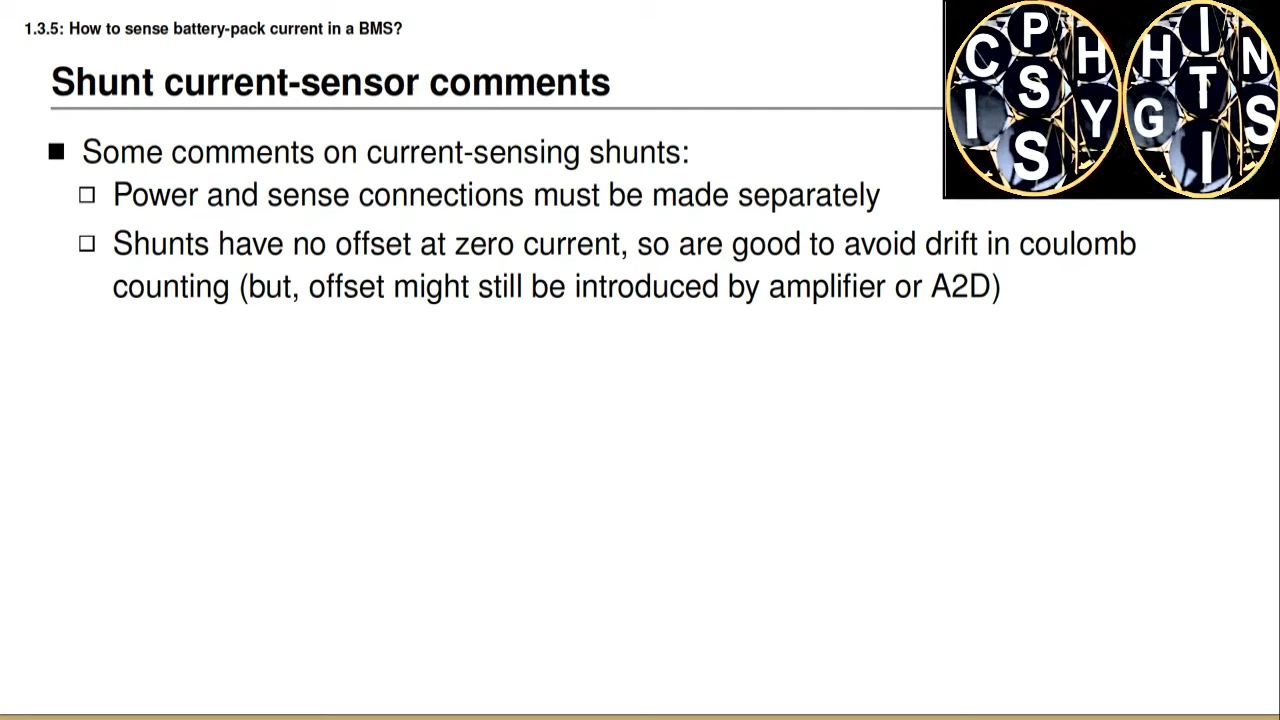 1.3.5: How to sense battery-pack current in a BMS?
Shunt current-sensor comments
Some comments on current-sensing shunts:
Power and sense connections must be made separately
Shunts have no offset at zero current, so are good to avoid drift in coulomb
counting (but, offset might still be introduced by amplifier or A2D)
C P H H I N
S T
I Y G S
S I